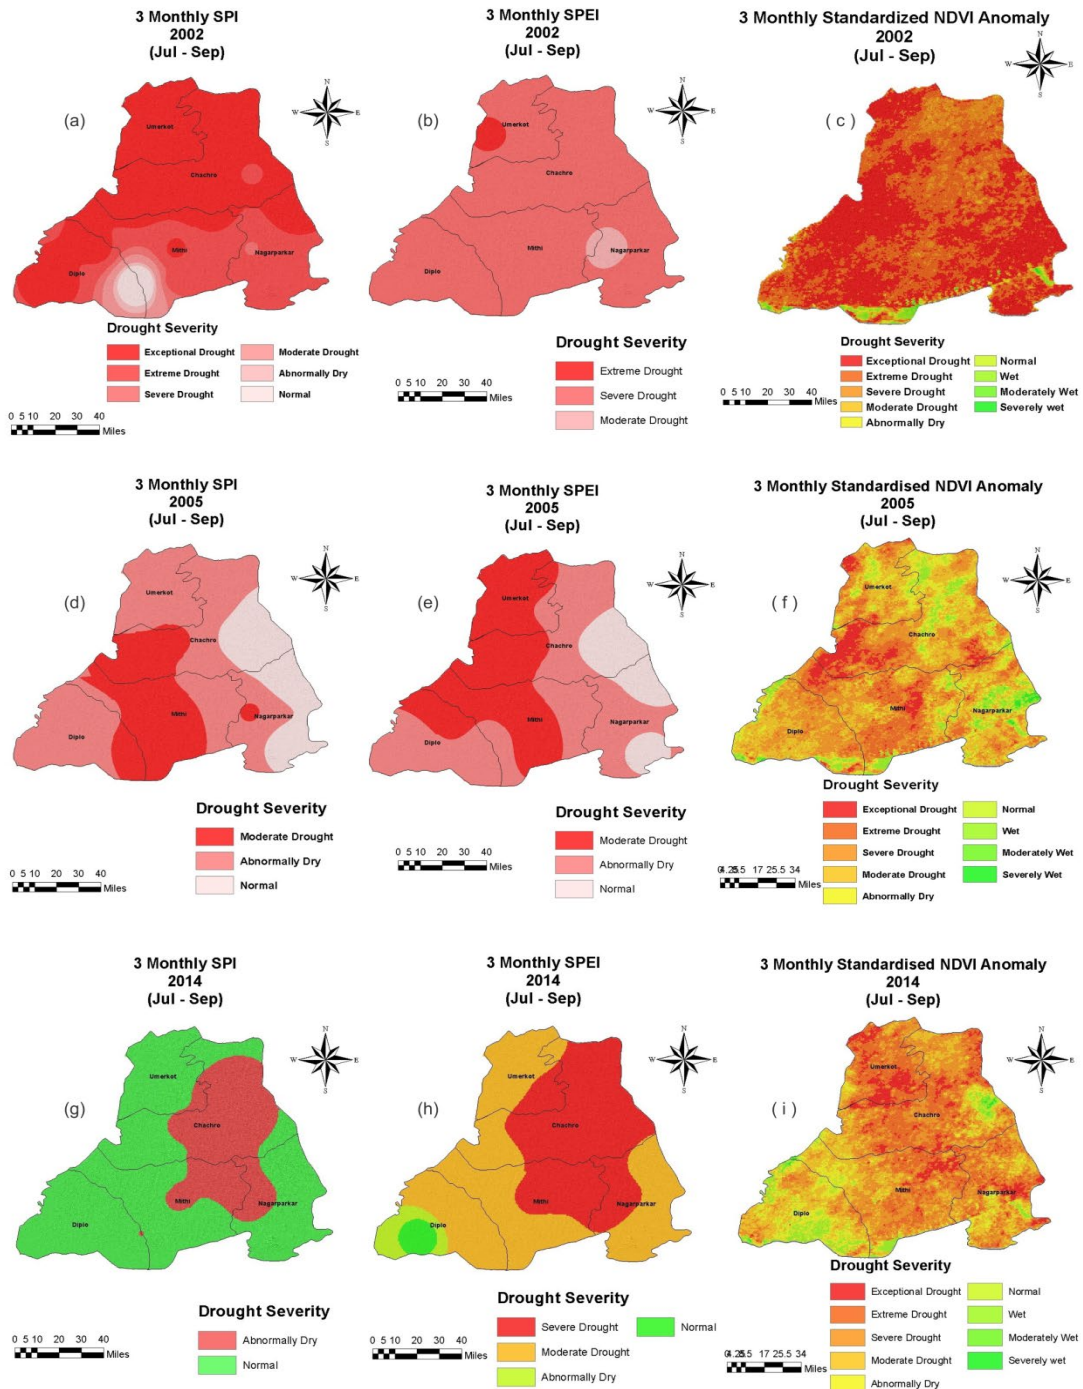 3 Monthly SPI
2002
(Jul - Sep)
(a)
N
W
E
S
Umerkot
Chachro
Mithi
Diplo
Nagarparkar
Drought Severity
Exceptional Drought
Extreme Drought
Severe Drought
Moderate Drought
Abnormally Dry
Normal
0 5 10 20 30 40
Miles
3 Monthly SPEI
2002
(Jul - Sep)
(b)
N
W
E
S
Umerkot
Chachro
Mithi
Diplo
Nagarparkar
Drought Severity
Extreme Drought
Severe Drought
Moderate Drought
0 5 10 20 30 40
Miles
3 Monthly Standardized NDVI Anomaly
2002
(Jul - Sep)
(c)
N
W
E
S
Drought Severity
Exceptional Drought
Extreme Drought
Severe Drought
Moderate Drought
Abnormally Dry
Normal
Wet
Moderately Wet
Severely wet
0 5 10 20 30 40
Miles
3 Monthly SPI
2005
(Jul - Sep)
(d)
N
W
E
S
Umerkot
Chachro
Mithi
Diplo
Nagarparkar
Drought Severity
Moderate Drought
Abnormally Dry
Normal
0 5 10 20 30 40
Miles
3 Monthly SPEI
2005
(Jul - Sep)
(e)
N
W
E
S
Umerkot
Chachro
Mithi
Diplo
Nagarparkar
Drought Severity
Moderate Drought
Abnormally Dry
Normal
0 5 10 20 30 40
Miles
3 Monthly Standardised NDVI Anomaly
2005
(Jul - Sep)
(f)
N
W
E
S
Umerkot
Chachro
Mithi
Diplo
Nagarparkar
Drought Severity
Exceptional Drought
Extreme Drought
Severe Drought
Moderate Drought
Abnormally Dry
Normal
Wet
Moderately Wet
Severely Wet
17 25.5 34
Miles
3 Monthly SPI
2014
(Jul - Sep)
(g)
N
W
E
S
Umerkot
Chachro
Mithi
Diplo
Nagarparkar
Drought Severity
Abnormally Dry
Normal
0 5 10 20 30 40
Miles
3 Monthly SPEI
2014
(Jul - Sep)
(h)
N
W
E
S
Umerkot
Chachro
Mithi
Diplo
Nagarparkar
Drought Severity
Severe Drought
Moderate Drought
Abnormally Dry
Normal
0 5 10 20 30 40
Miles
3 Monthly Standardised NDVI Anomaly
2014
(Jul - Sep)
(i)
N
W
E
S
Umerkot
Chachro
Mithi
Diplo
Nagarparkar
Drought Severity
Exceptional Drought
Extreme Drought
Severe Drought
Moderate Drought
Abnormally Dry
Normal
Wet
Moderately Wet
Severely wet
17 25.5 34
Miles